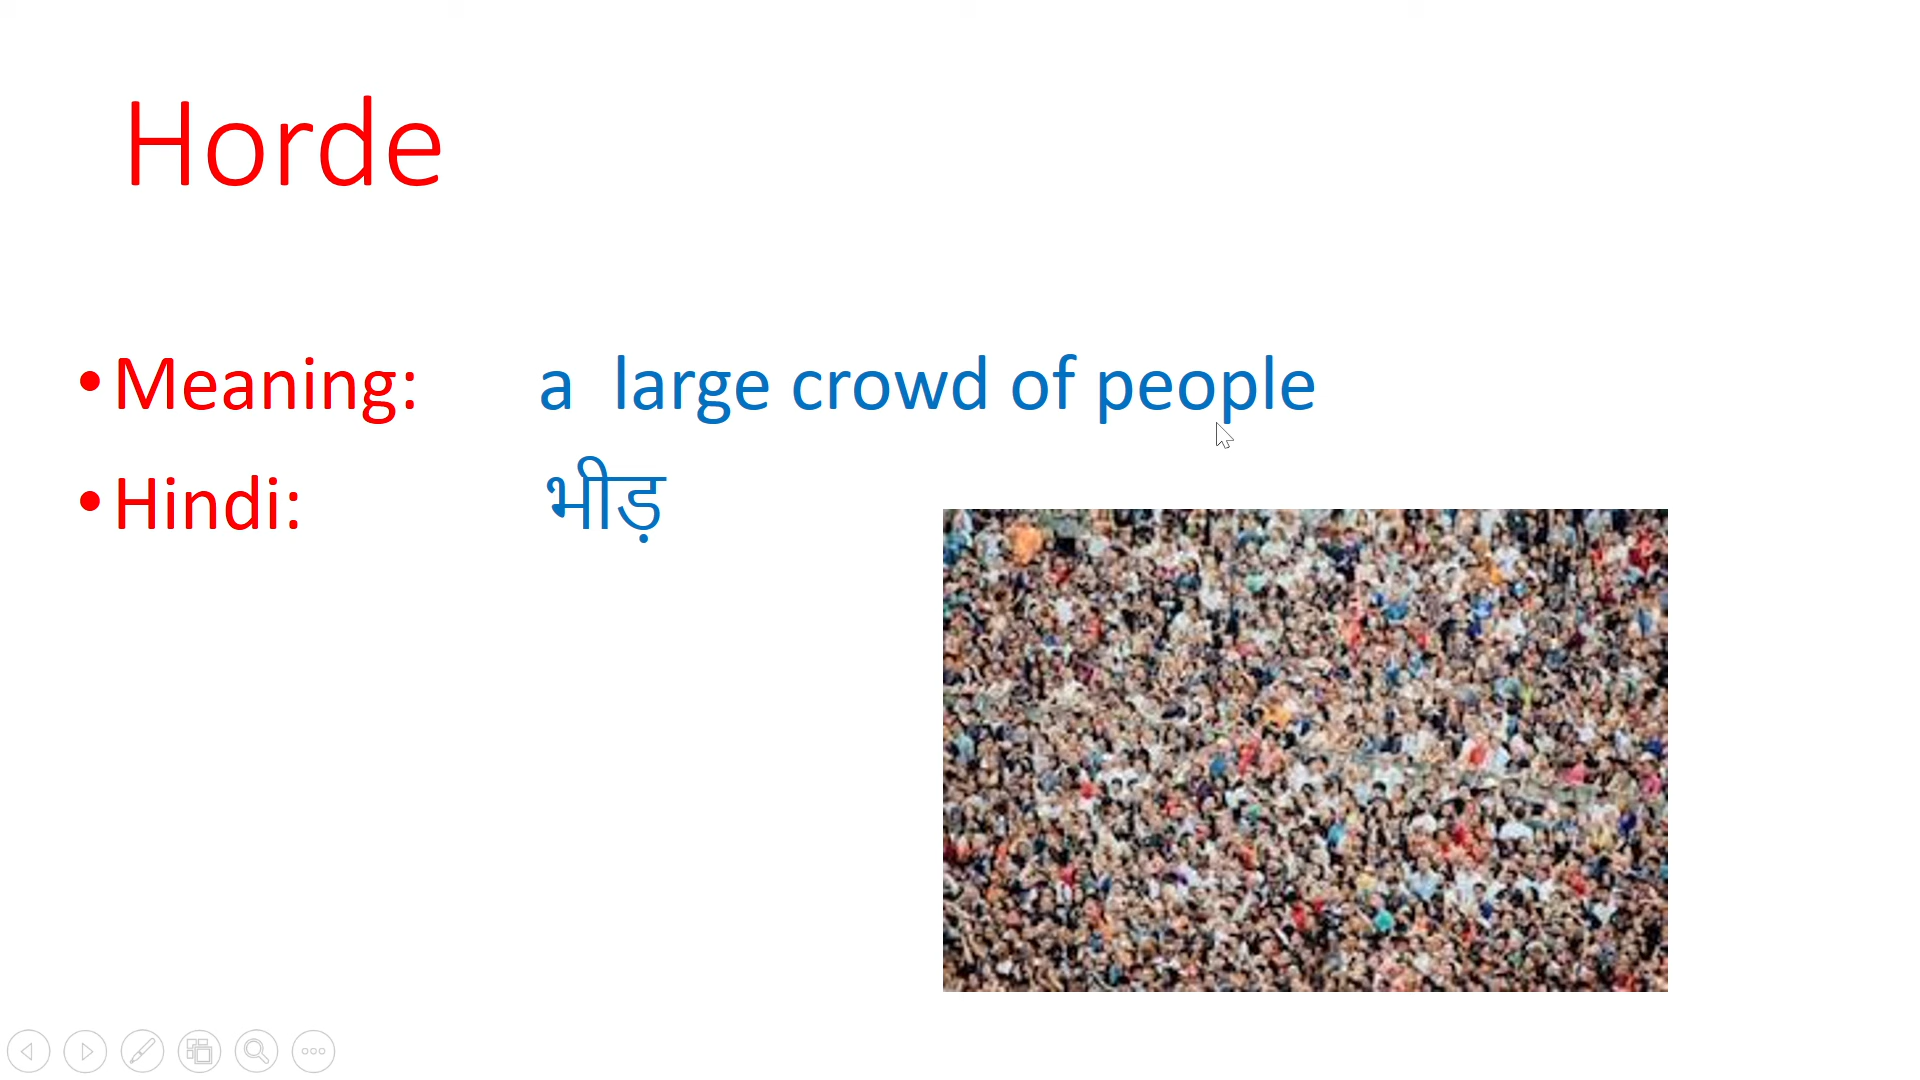 Horde
• Meaning: a large crowd of people
• Hindi: भीड़